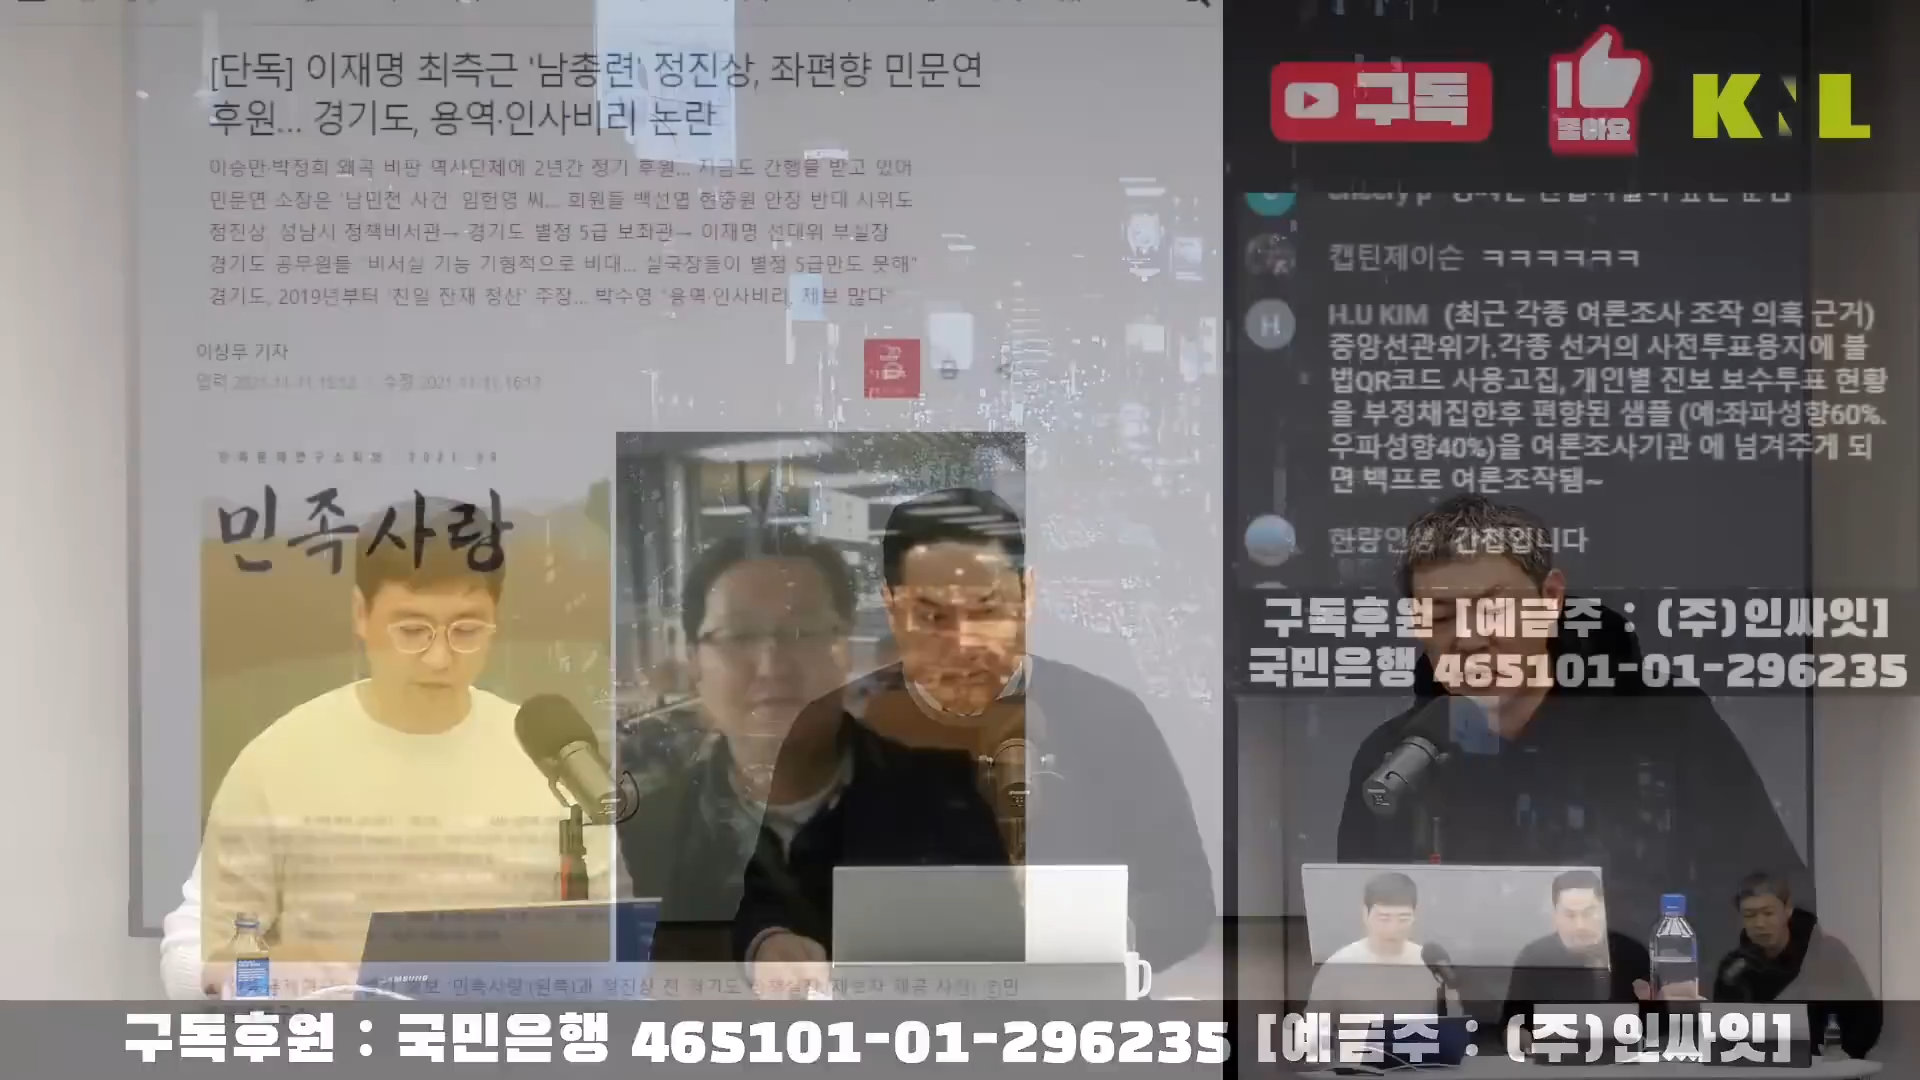 [단독] 이재명 최측근 '남총련' 정진상, 좌편향 민문연
후원... 경기도, 용역·인사비리 논란
이승만·박정희 왜곡 비판 역사단체에 2년간 정기 후원... 지금도 간행물 받고 있어
민문연 소장은 '남민전 사건' 임헌영 씨... 회원들 백선엽 현충원 안장 반대 시위도
정진상, 성남시 정책비서관→ 경기도 별정 5급 보좌관→ 이재명 선대위 부실장
경기도 공무원들 "비서실 기능 기형적으로 비대... 실국장들이 별정 5급만도 못해"
경기도, 2019년부터 '친일 잔재 청산' 주장... 박수영 "용역·인사비리, 제보 많다"
이상무 기자
입력 2021-11-11 수정 2021-11-11
민족사랑
SAMSUNG
구독
좋아요
K L
캡틴제이슨 ㅋㅋㅋㅋㅋㅋ
H
H.U KIM (최근 각종 여론조사 조작 의혹 근거)
중앙선관위가.각종 선거의 사전투표용지에 불
법QR코드 사용고집, 개인별 진보 보수투표 현황
을 부정채집한후 편향된 샘플 (예:좌파성향60%.
우파성향40%)을 여론조사기관 에 넘겨주게 되
면 백프로 여론조작됨~
한량인생 간첩입니다
구독후원 [예금주 : (주)인싸잇]
국민은행 465101-01-296235
구독후원 : 국민은행 465101-01-296235 [예금주 : (주)인싸잇]